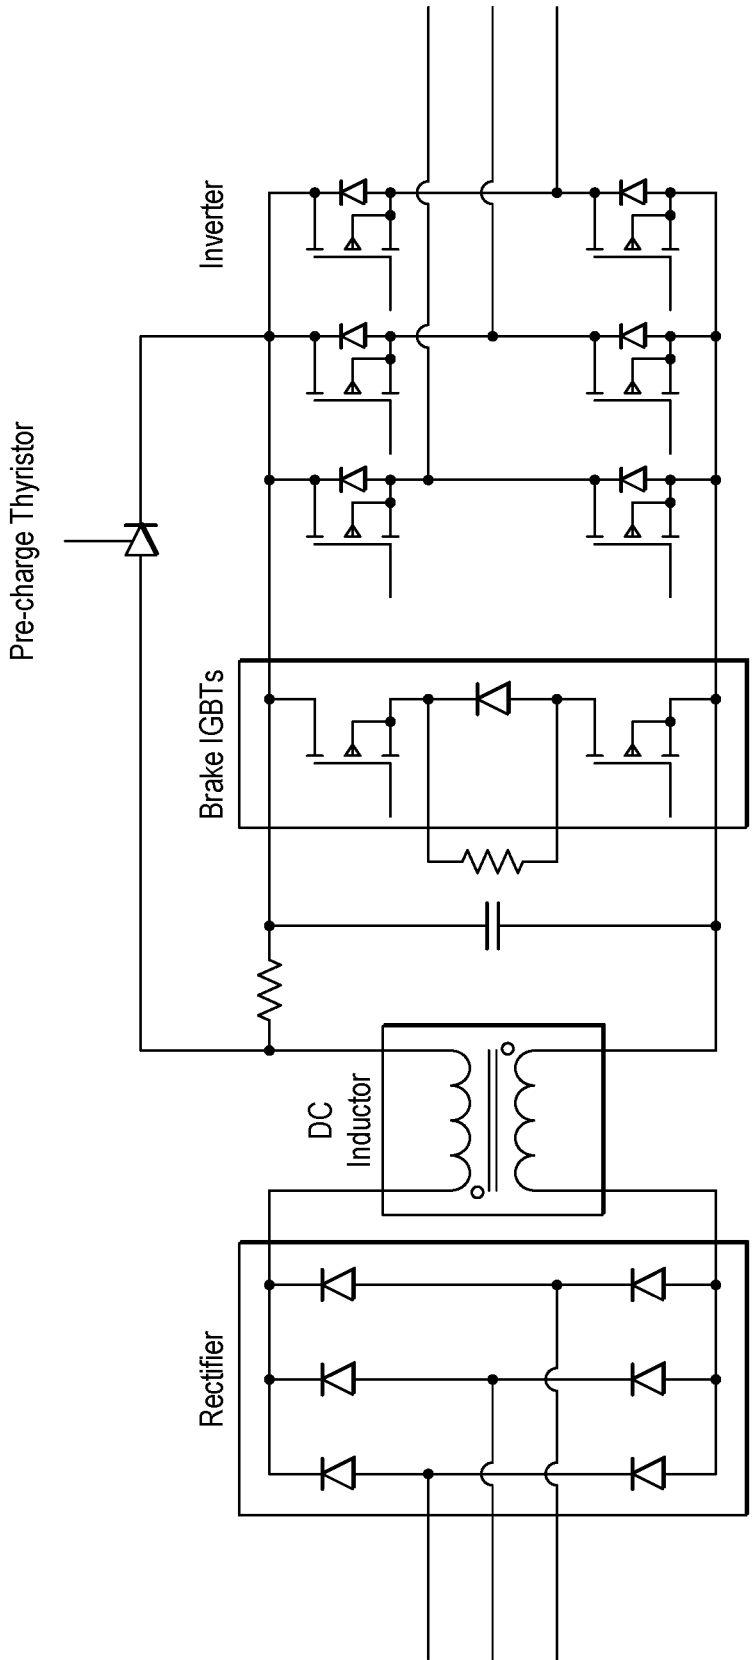 Pre-charge Thyristor
Inverter
Brake IGBTs
DC
Inductor
Rectifier